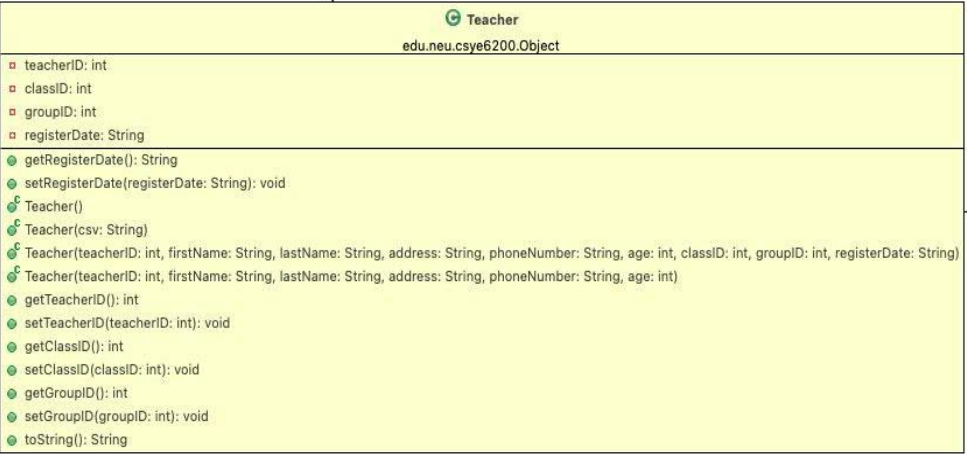 C Teacher
edu.neu.csye6200.Object
teacherID: int
classID: int
groupID: int
registerDate: String
getRegisterDate(): String
setRegisterDate(registerDate: String): void
C Teacher()
C Teacher(csv: String)
C Teacher(teacherID: int, firstName: String, lastName: String, address: String, phoneNumber: String, age: int, classID: int, groupID: int, registerDate: String)
C Teacher(teacherID: int, firstName: String, lastName: String, address: String, phoneNumber: String, age: int)
getTeacherID(): int
setTeacherID(teacherID: int): void
getClassID(): int
setClassID(classID: int): void
getGroupID(): int
setGroupID(groupID: int): void
toString(): String